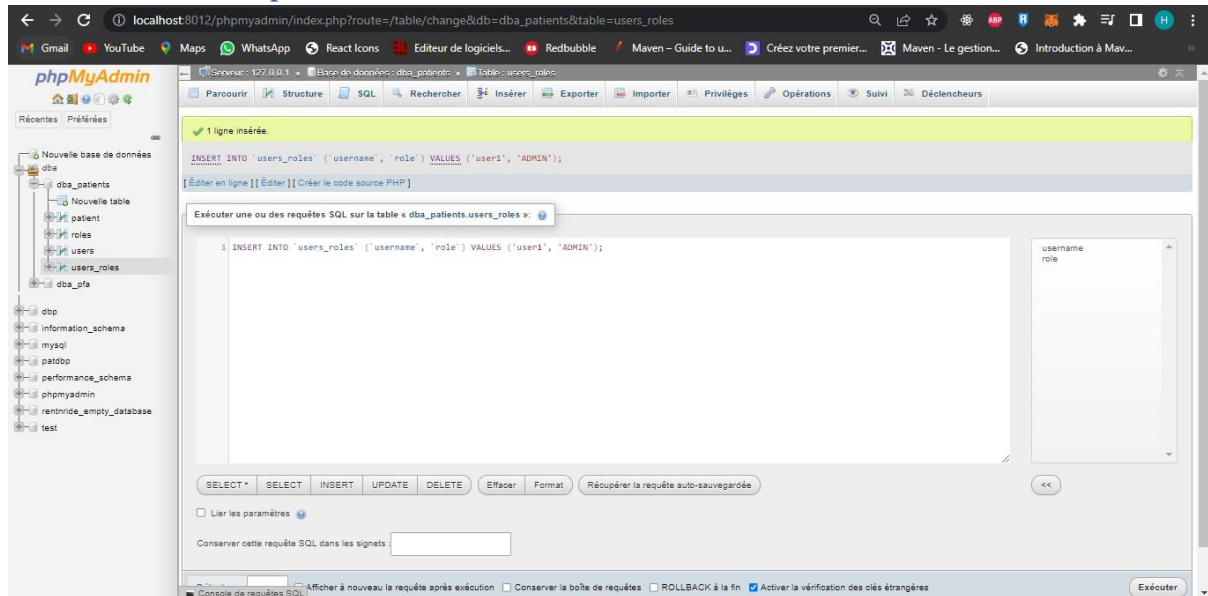 localhost:8012/phpmyadmin/index.php?route=/table/change&db=dba_patients&table=users_roles
Gmail YouTube Maps WhatsApp React Icons Editeur de logiciels... Redbubble Maven – Guide to u... Créez votre premier... Maven - Le gestion... Introduction à Mav...
phpMyAdmin
Récentes Préférées
Nouvelle base de données
dba
dba_patients
Nouvelle table
patient
roles
users
users_roles
dba_pfa
dbp
information_schema
mysql
patdbp
performance_schema
phpmyadmin
rentnride_empty_database
test
Serveur : 127.0.0.1 » Base de données : dba_patients » Table : users_roles
Parcourir Structure SQL Rechercher Insérer Exporter Importer Privilèges Opérations Suivi Déclencheurs
1 ligne insérée.
INSERT INTO `users_roles` (`username`, `role`) VALUES ('user1', 'ADMIN');
[ Éditer en ligne ] [ Éditer ] [ Créer le code source PHP ]
Exécuter une ou des requêtes SQL sur la table « dba_patients.users_roles »:
1 INSERT INTO `users_roles` (`username`, `role`) VALUES ('user1', 'ADMIN');
username
role
SELECT * SELECT INSERT UPDATE DELETE Effacer Format Récupérer la requête auto-sauvegardée <<
Lier les paramètres
Conserver cette requête SQL dans les signets :
Afficher à nouveau la requête après exécution Conserver la boîte de requêtes ROLLBACK à la fin Activer la vérification des clés étrangères Exécuter
Console de requêtes SQL